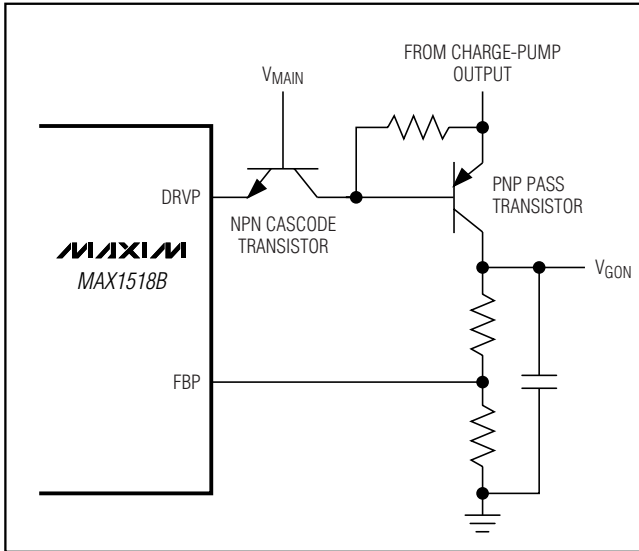 FROM CHARGE-PUMP
OUTPUT
VMAIN
PNP PASS
TRANSISTOR
DRVP
NPN CASCODE
TRANSISTOR
MAXIM
MAX1518B
VGON
FBP